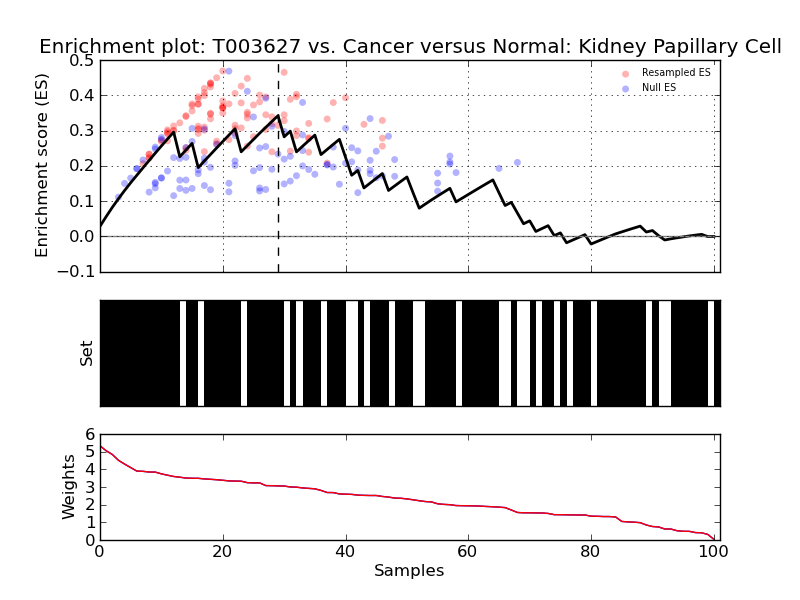 Enrichment plot: T003627 vs. Cancer versus Normal: Kidney Papillary Cell
0.5
0.4
0.3
0.2
0.1
0.0
−0.1
Enrichment score (ES)
Resampled ES
Null ES
Set
6
5
4
3
2
1
0
Weights
0 20 40 60 80 100
Samples